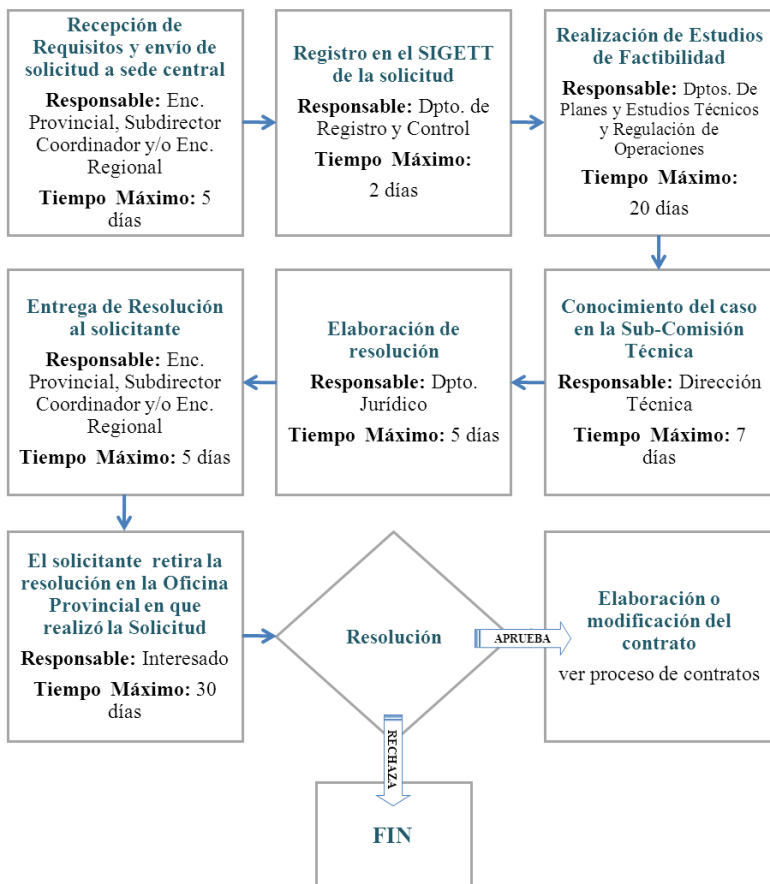 Recepción de
Requisitos y envío de
solicitud a sede central
Responsable: Enc.
Provincial, Subdirector
Coordinador y/o Enc.
Regional
Tiempo Máximo: 5
días
Registro en el SIGETT
de la solicitud
Responsable: Dpto. de
Registro y Control
Tiempo Máximo:
2 días
Realización de Estudios
de Factibilidad
Responsable: Dptos. De
Planes y Estudios Técnicos
y Regulación de
Operaciones
Tiempo Máximo:
20 días
Conocimiento del caso
en la Sub-Comisión
Técnica
Responsable: Dirección
Técnica
Tiempo Máximo: 7
días
Elaboración de
resolución
Responsable: Dpto.
Jurídico
Tiempo Máximo: 5 días
Entrega de Resolución
al solicitante
Responsable: Enc.
Provincial, Subdirector
Coordinador y/o Enc.
Regional
Tiempo Máximo: 5 días
El solicitante retira la
resolución en la Oficina
Provincial en que
realizó la Solicitud
Responsable: Interesado
Tiempo Máximo: 30
días
Resolución
APRUEBA
Elaboración o
modificación del
contrato
ver proceso de contratos
RECHAZA
FIN